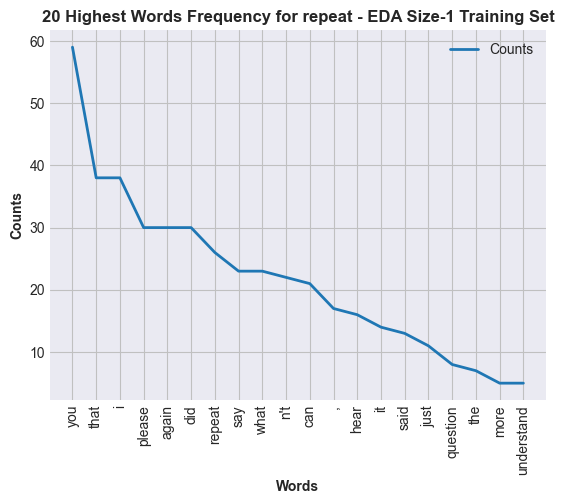 20 Highest Words Frequency for repeat - EDA Size-1 Training Set
Counts
60
50
40
30
20
10
Counts
you
that
i
please
again
did
repeat
say
what
n't
can
,
hear
it
said
just
question
the
more
understand
Words